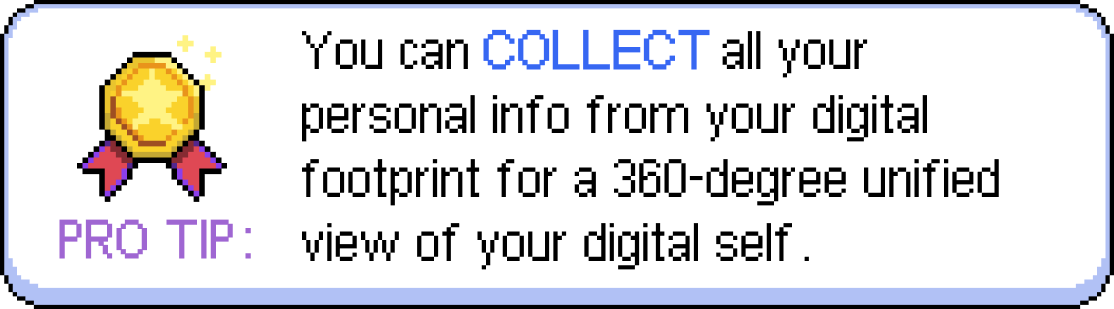 You can COLLECT all your
personal info from your digital
footprint for a 360-degree unified
view of your digital self.
PRO TIP: